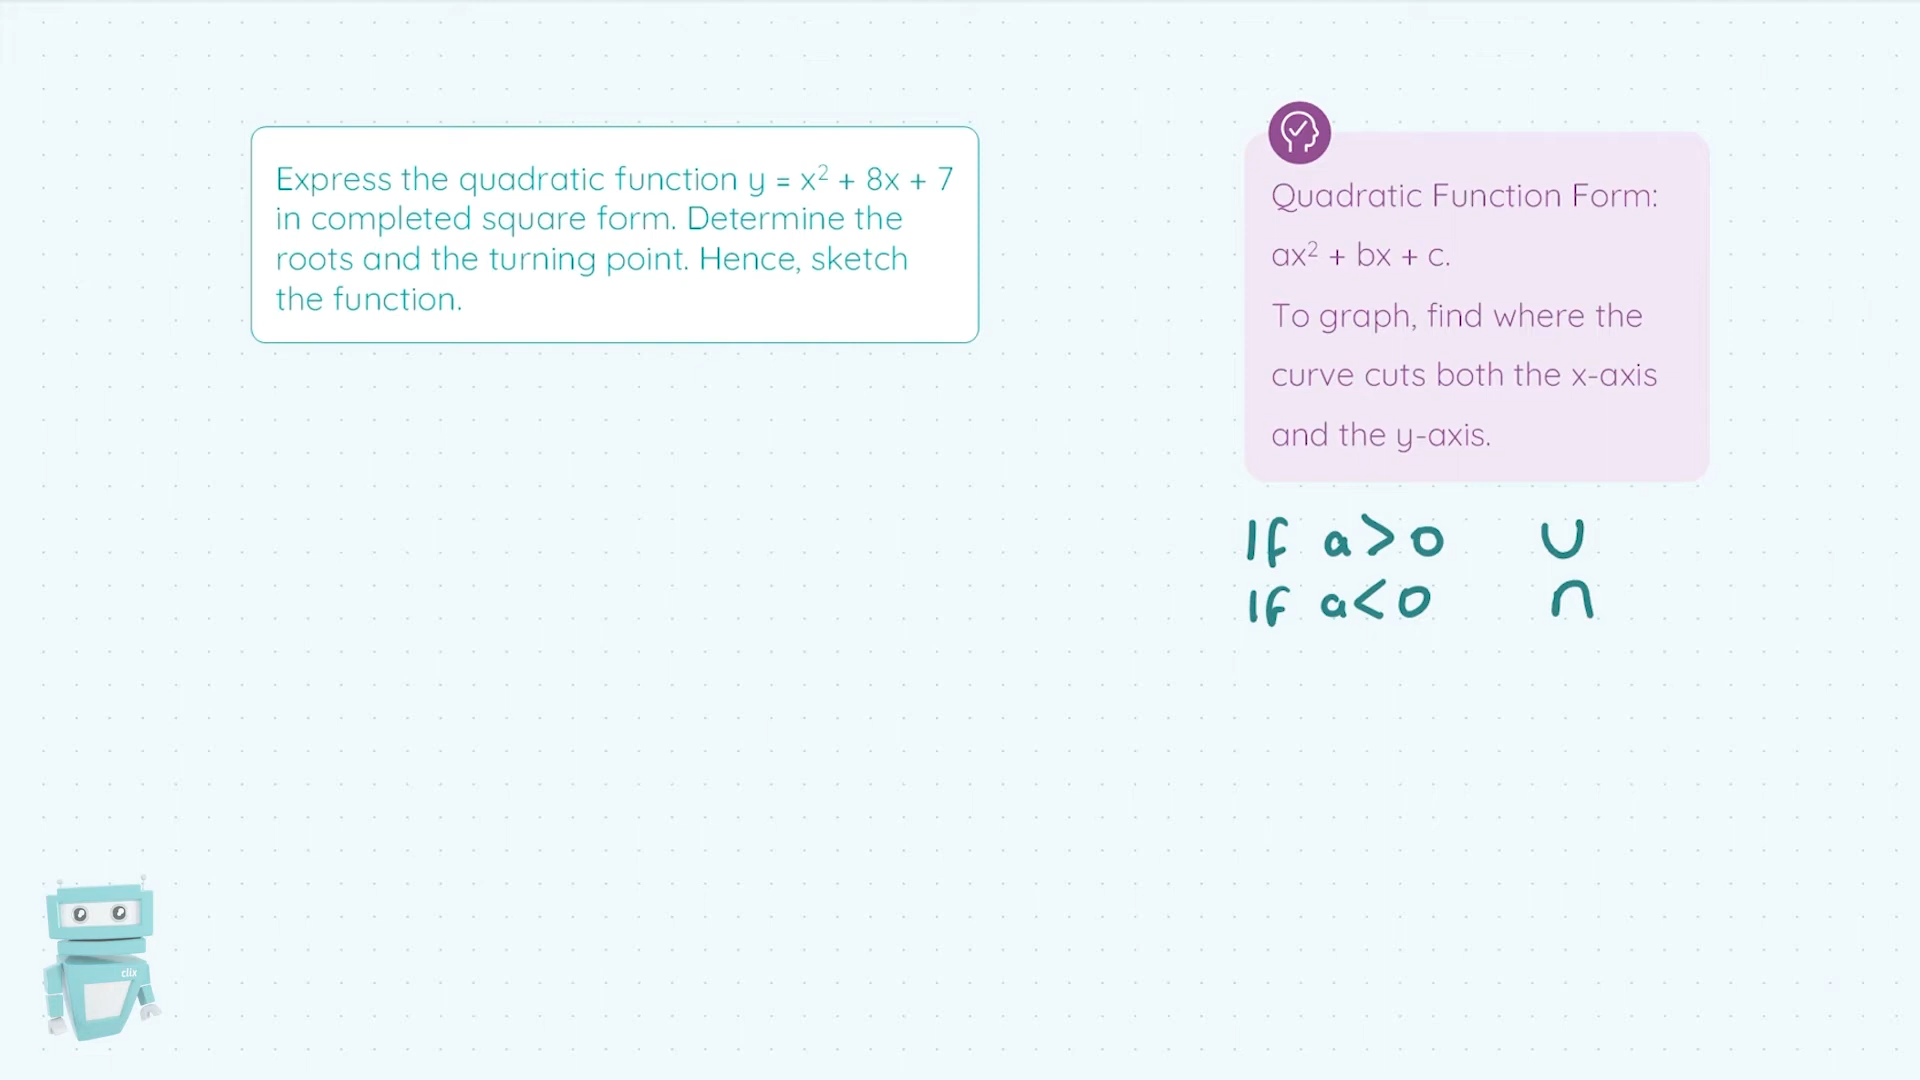 Express the quadratic function y = x² + 8x + 7
in completed square form. Determine the
roots and the turning point. Hence, sketch
the function.
Quadratic Function Form:
ax² + bx + c.
To graph, find where the
curve cuts both the x-axis
and the y-axis.
If a > 0 ∪
If a < 0 ∩
clix